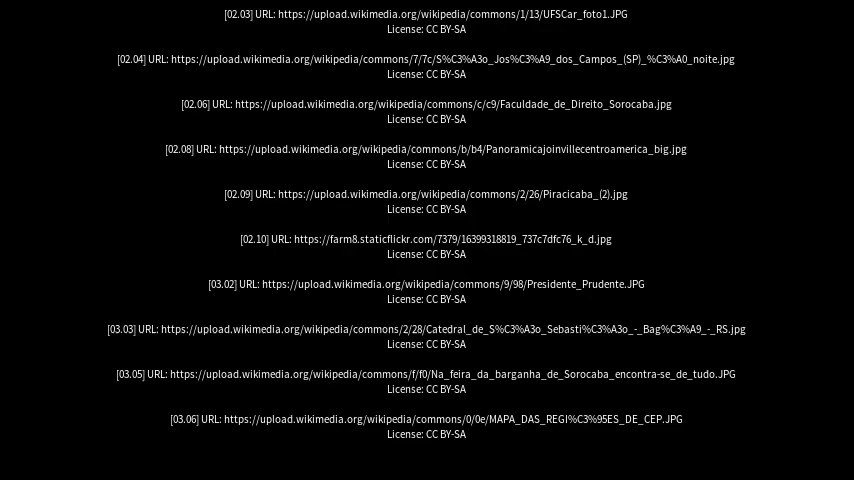 [02.03] URL: https://upload.wikimedia.org/wikipedia/commons/1/13/UFSCar_foto1.JPG
License: CC BY-SA
[02.04] URL: https://upload.wikimedia.org/wikipedia/commons/7/7c/S%C3%A3o_Jos%C3%A9_dos_Campos_(SP)_%C3%A0_noite.jpg
License: CC BY-SA
[02.06] URL: https://upload.wikimedia.org/wikipedia/commons/c/c9/Faculdade_de_Direito_Sorocaba.jpg
License: CC BY-SA
[02.08] URL: https://upload.wikimedia.org/wikipedia/commons/b/b4/Panoramicajoinvillecentroamerica_big.jpg
License: CC BY-SA
[02.09] URL: https://upload.wikimedia.org/wikipedia/commons/2/26/Piracicaba_(2).jpg
License: CC BY-SA
[02.10] URL: https://farm8.staticflickr.com/7379/16399318819_737c7dfc76_k_d.jpg
License: CC BY-SA
[03.02] URL: https://upload.wikimedia.org/wikipedia/commons/9/98/Presidente_Prudente.JPG
License: CC BY-SA
[03.03] URL: https://upload.wikimedia.org/wikipedia/commons/2/28/Catedral_de_S%C3%A3o_Sebasti%C3%A3o_-_Bag%C3%A9_-_RS.jpg
License: CC BY-SA
[03.05] URL: https://upload.wikimedia.org/wikipedia/commons/f/f0/Na_feira_da_barganha_de_Sorocaba_encontra-se_de_tudo.JPG
License: CC BY-SA
[03.06] URL: https://upload.wikimedia.org/wikipedia/commons/0/0e/MAPA_DAS_REGI%C3%95ES_DE_CEP.JPG
License: CC BY-SA